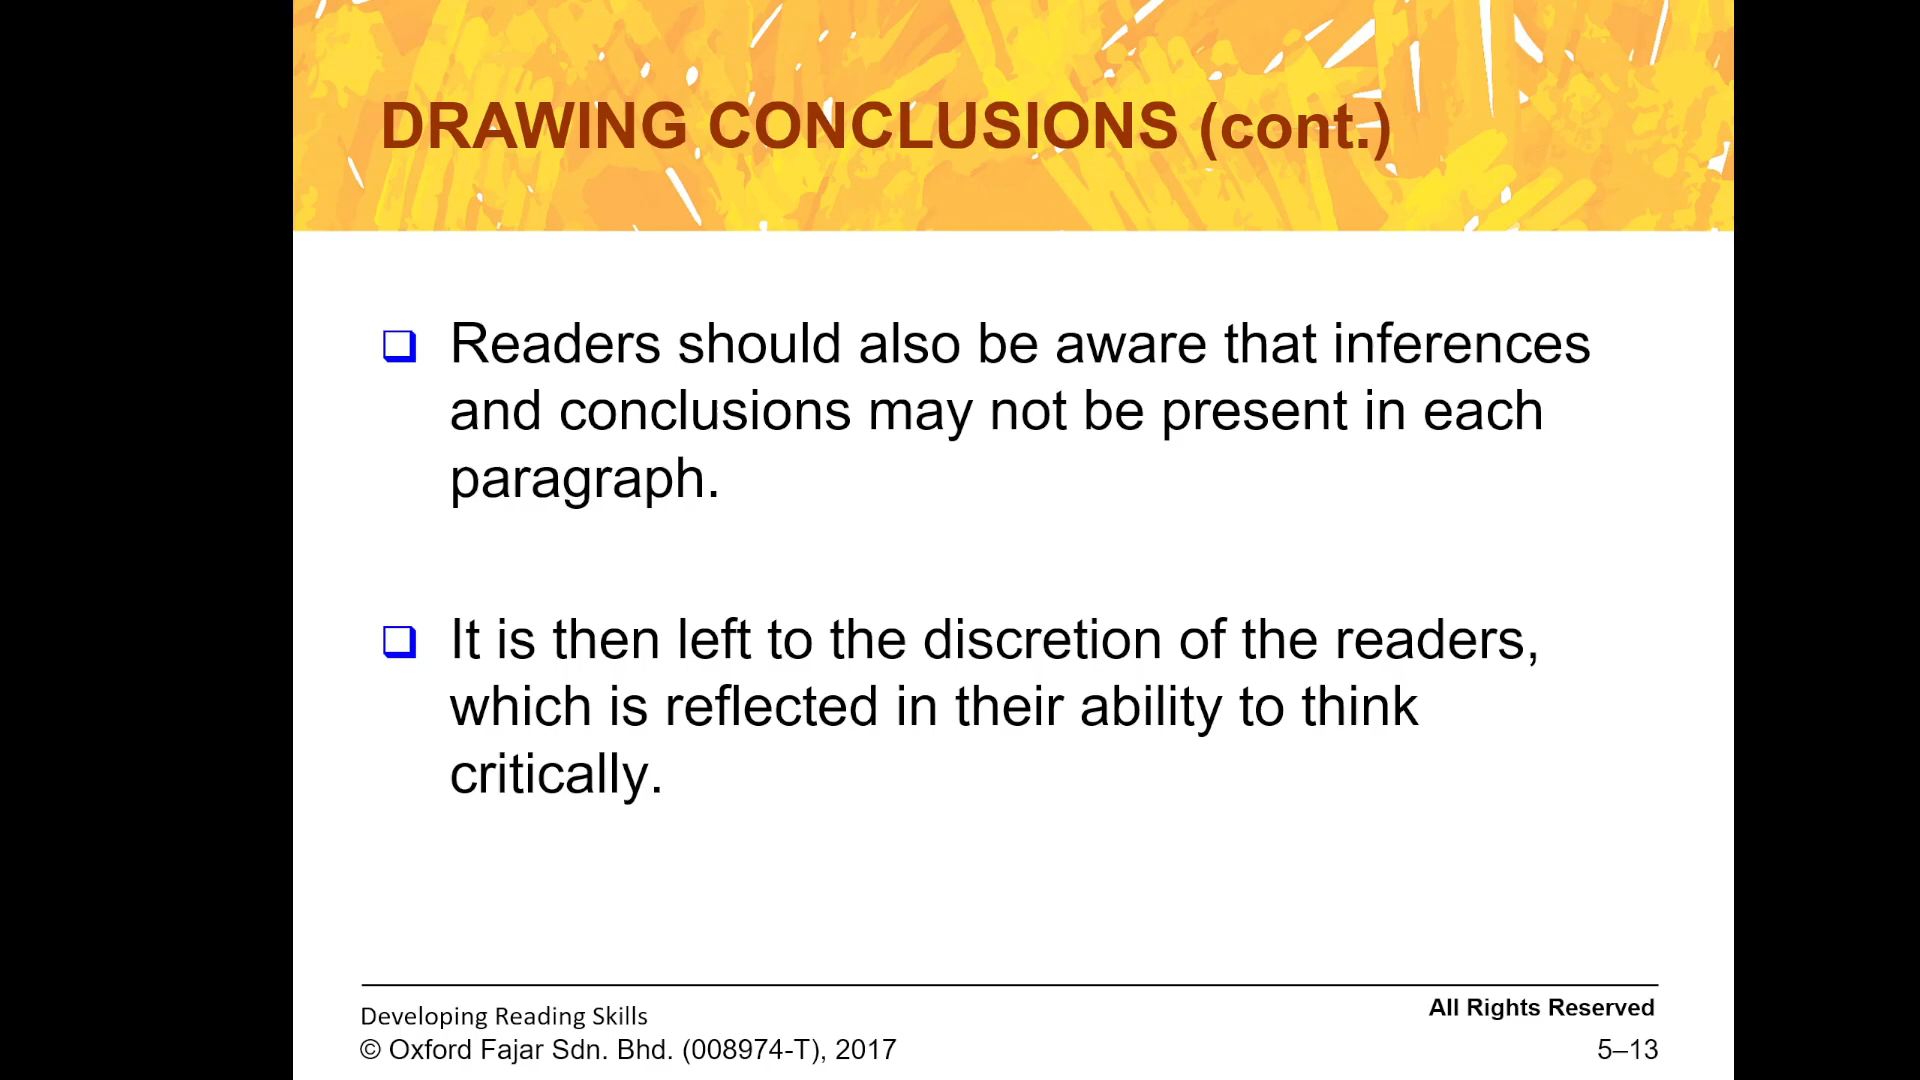 DRAWING CONCLUSIONS (cont.)
Readers should also be aware that inferences
and conclusions may not be present in each
paragraph.
It is then left to the discretion of the readers,
which is reflected in their ability to think
critically.
Developing Reading Skills
All Rights Reserved
© Oxford Fajar Sdn. Bhd. (008974-T), 2017
5–13